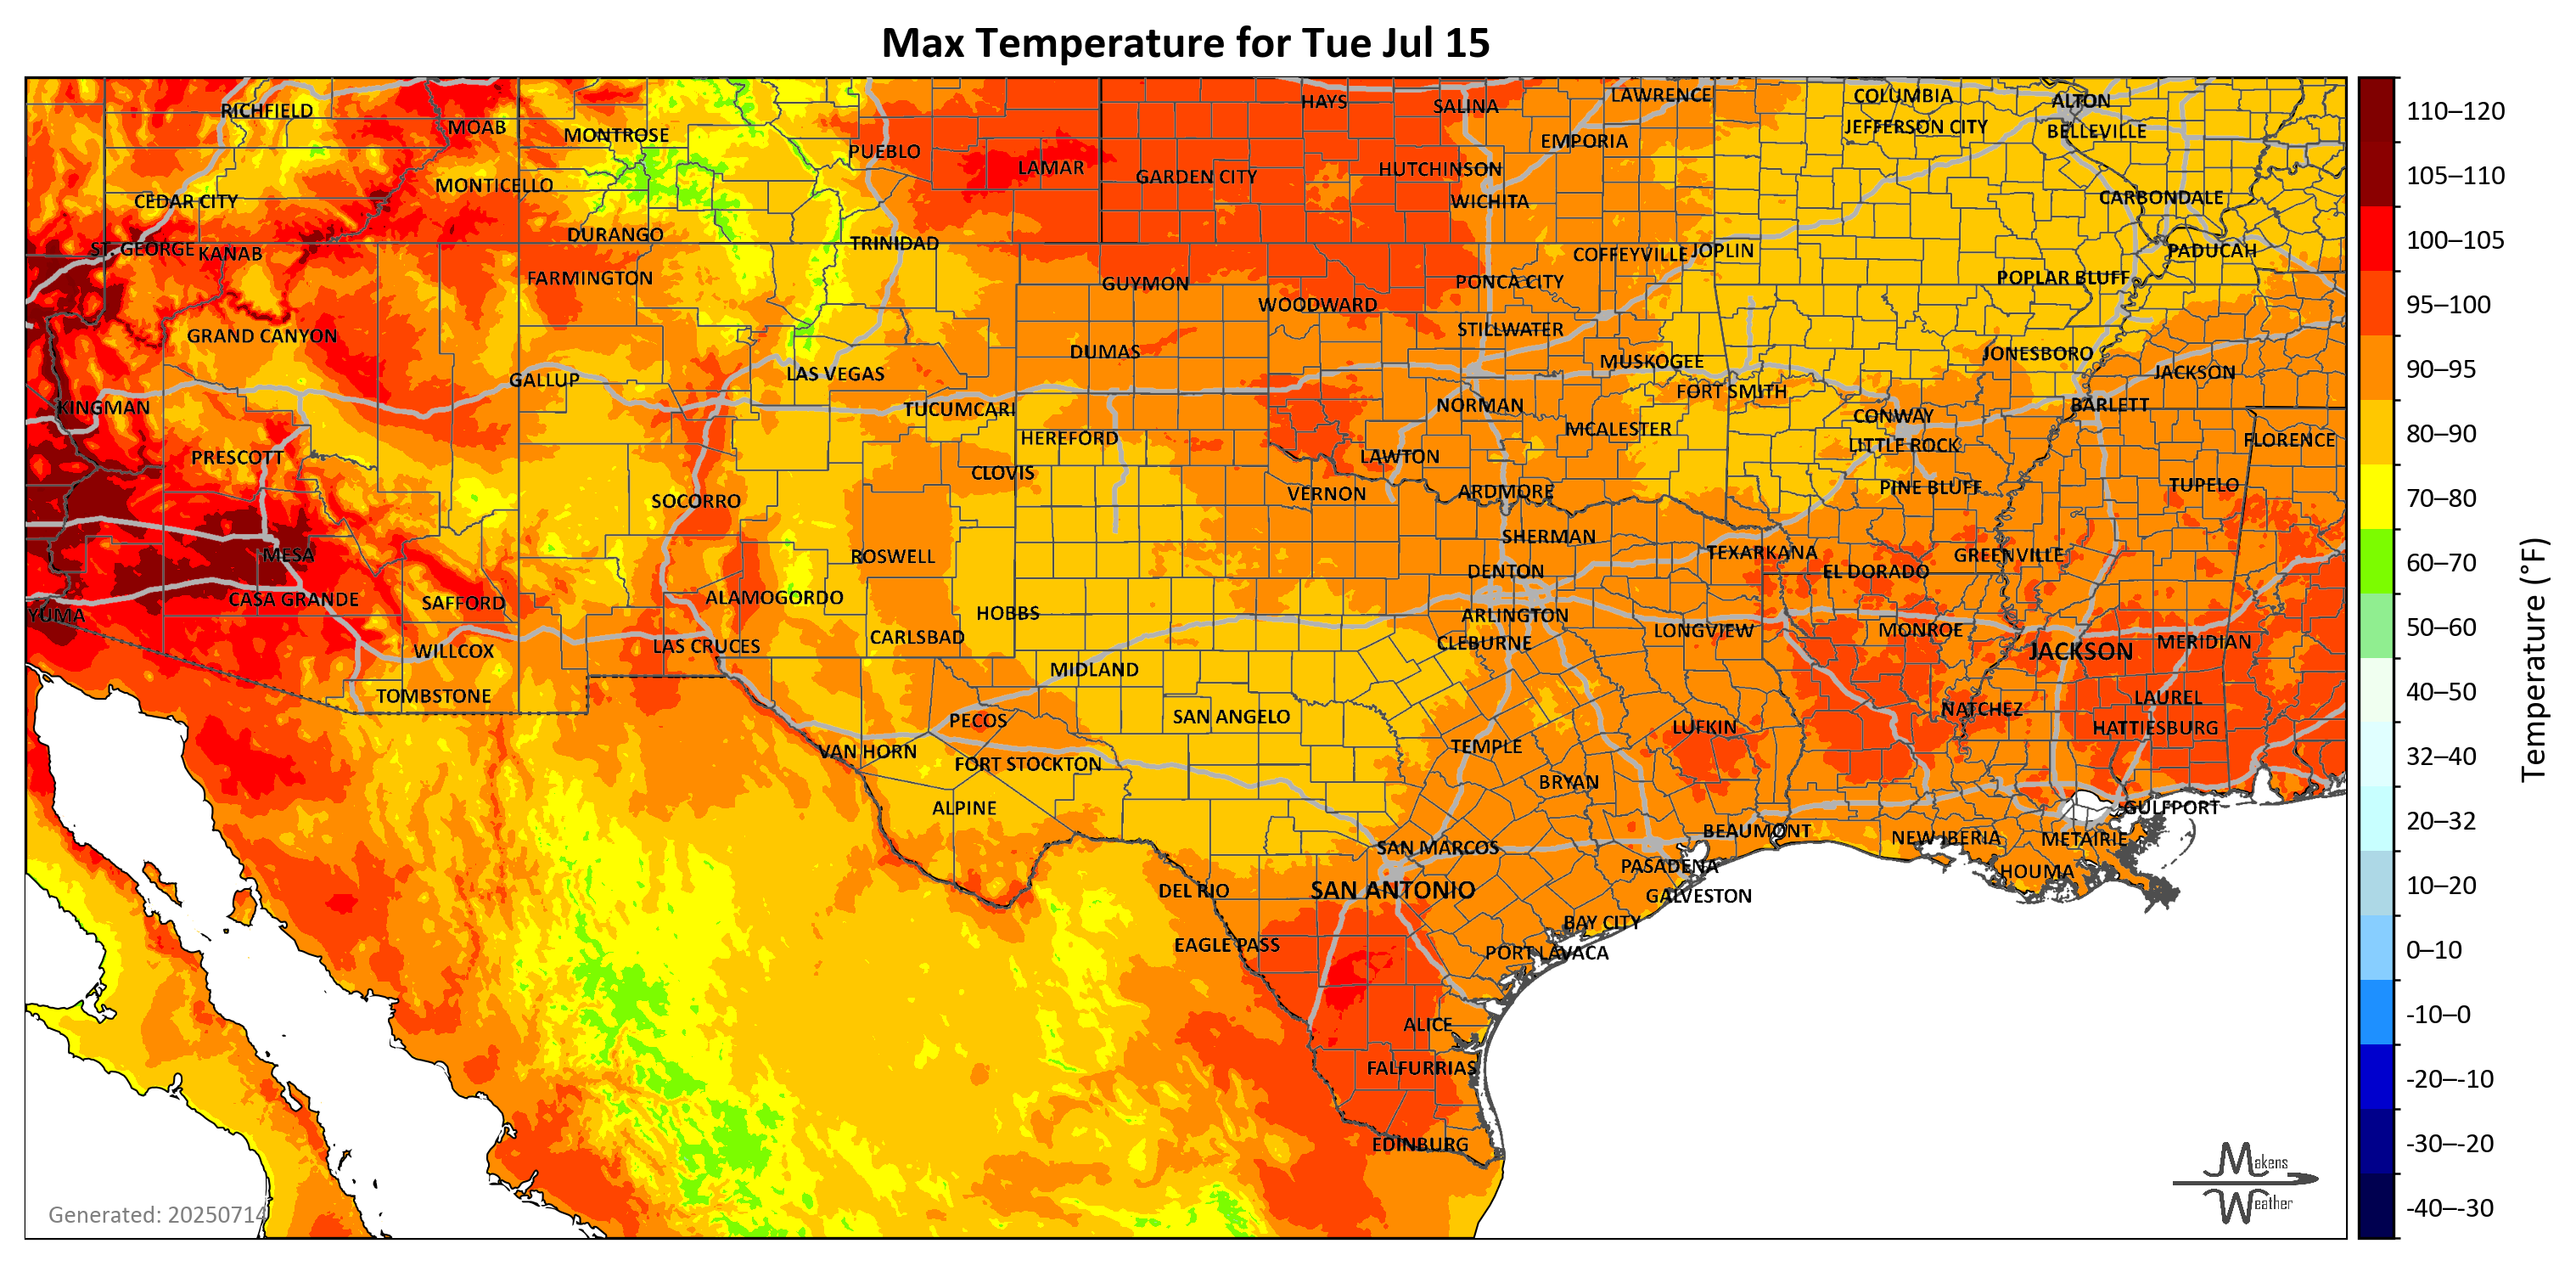 Max Temperature for Tue Jul 15
RICHFIELD
MOAB
MONTROSE
PUEBLO
LAMAR
HAYS
SALINA
LAWRENCE
COLUMBIA
ALTON
EMPORIA
JEFFERSON CITY
BELLEVILLE
MONTICELLO
GARDEN CITY
HUTCHINSON
CEDAR CITY
WICHITA
CARBONDALE
DURANGO
TRINIDAD
ST. GEORGE
KANAB
COFFEYVILLE
JOPLIN
PADUCAH
FARMINGTON
GUYMON
PONCA CITY
POPLAR BLUFF
WOODWARD
GRAND CANYON
STILLWATER
DUMAS
MUSKOGEE
JONESBORO
GALLUP
LAS VEGAS
JACKSON
FORT SMITH
KINGMAN
TUCUMCARI
NORMAN
CONWAY
BARLETT
HEREFORD
MCALESTER
LITTLE ROCK
FLORENCE
PRESCOTT
CLOVIS
LAWTON
SOCORRO
VERNON
ARDMORE
PINE BLUFF
TUPELO
SHERMAN
MESA
ROSWELL
TEXARKANA
GREENVILLE
DENTON
EL DORADO
CASA GRANDE
SAFFORD
ALAMOGORDO
HOBBS
YUMA
ARLINGTON
CARLSBAD
CLEBURNE
LONGVIEW
MONROE
WILLCOX
LAS CRUCES
JACKSON
MERIDIAN
MIDLAND
TOMBSTONE
LAUREL
PECOS
SAN ANGELO
NATCHEZ
LUFKIN
HATTIESBURG
VAN HORN
TEMPLE
FORT STOCKTON
BRYAN
ALPINE
GULFPORT
BEAUMONT
NEW IBERIA
METAIRIE
SAN MARCOS
PASADENA
HOUMA
DEL RIO
SAN ANTONIO
GALVESTON
BAY CITY
EAGLE PASS
PORT LAVACA
ALICE
FALFURRIAS
EDINBURG
Generated: 20250714
Makens
Weather
110–120
105–110
100–105
95–100
90–95
80–90
70–80
60–70
50–60
40–50
32–40
20–32
10–20
0–10
-10–0
-20–-10
-30–-20
-40–-30
Temperature (°F)